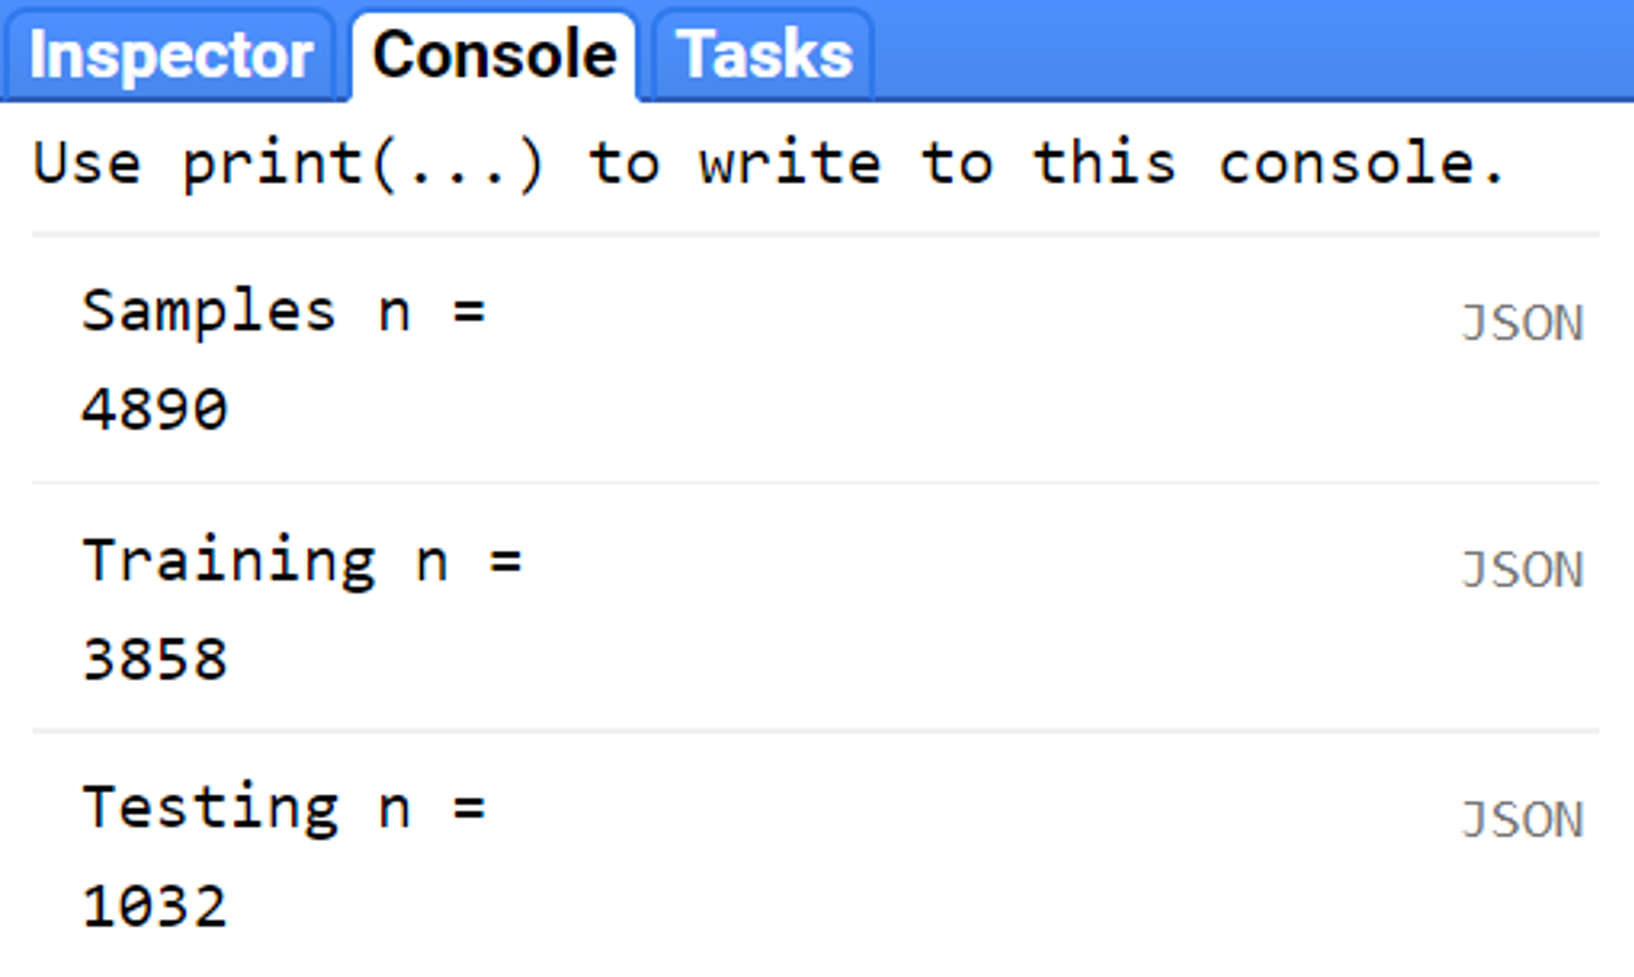 Inspector Console Tasks
Use print(...) to write to this console.
Samples n = JSON
4890
Training n = JSON
3858
Testing n = JSON
1032